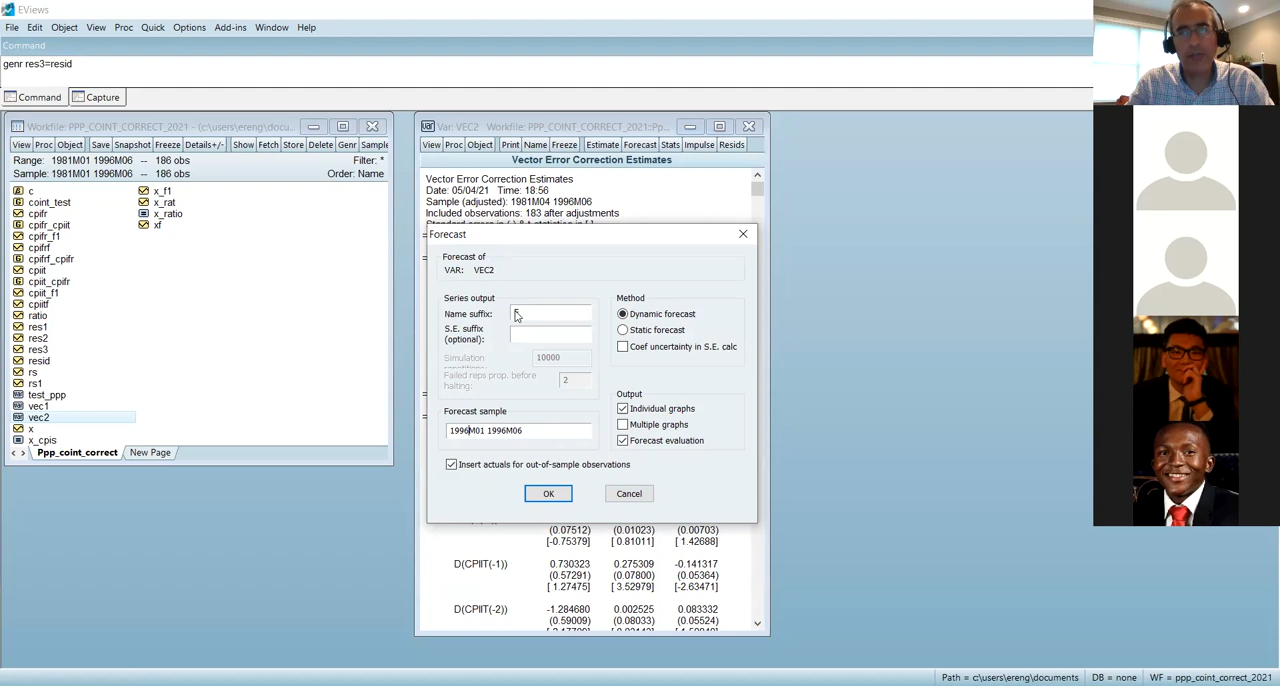 EViews
File Edit Object View Proc Quick Options Add-ins Window Help
Command
genr res3=resid
Command Capture
Workfile: PPP_COINT_CORRECT_2021 - (c:\users\ereng\docu...
View Proc Object Save Snapshot Freeze Details+/- Show Fetch Store Delete Genr Sample
Range: 1981M01 1996M06 -- 186 obs Filter: *
Sample: 1981M01 1996M06 -- 186 obs Order: Name
c
coint_test
cpifr
cpifr_cpiit
cpifr_f1
cpifrf
cpifrf_cpiit
cpiit
cpiit_cpifr
cpiit_f1
cpiitf
ratio
res1
res2
res3
resid
rs
rs1
test_ppp
vec1
vec2
x
x_cpis
x_f1
x_rat
x_ratio
xf
Ppp_coint_correct New Page
Var: VEC2 Workfile: PPP_COINT_CORRECT_2021::Pp...
View Proc Object Print Name Freeze Estimate Forecast Stats Impulse Resids
Vector Error Correction Estimates
Vector Error Correction Estimates
Date: 05/04/21 Time: 18:56
Sample (adjusted): 1981M04 1996M06
Included observations: 183 after adjustments
Forecast
Forecast of
VAR: VEC2
Series output
Name suffix:
S.E. suffix
(optional):
Simulation
10000
Failed reps prop. before
halting: 2
Forecast sample
1996M01 1996M06
Method
Dynamic forecast
Static forecast
Coef uncertainty in S.E. calc
Output
Individual graphs
Multiple graphs
Forecast evaluation
Insert actuals for out-of-sample observations
OK Cancel
(0.07512) (0.01023) (0.00703)
[-0.75379] [ 0.81011] [ 1.42688]
D(CPIIT(-1)) 0.730323 0.275309 -0.141317
(0.57291) (0.07800) (0.05364)
[ 1.27475] [ 3.52979] [-2.63471]
D(CPIIT(-2)) -1.284680 0.002525 0.083332
(0.59009) (0.08033) (0.05524)
Path = c:\users\ereng\documents DB = none WF = ppp_coint_correct_2021